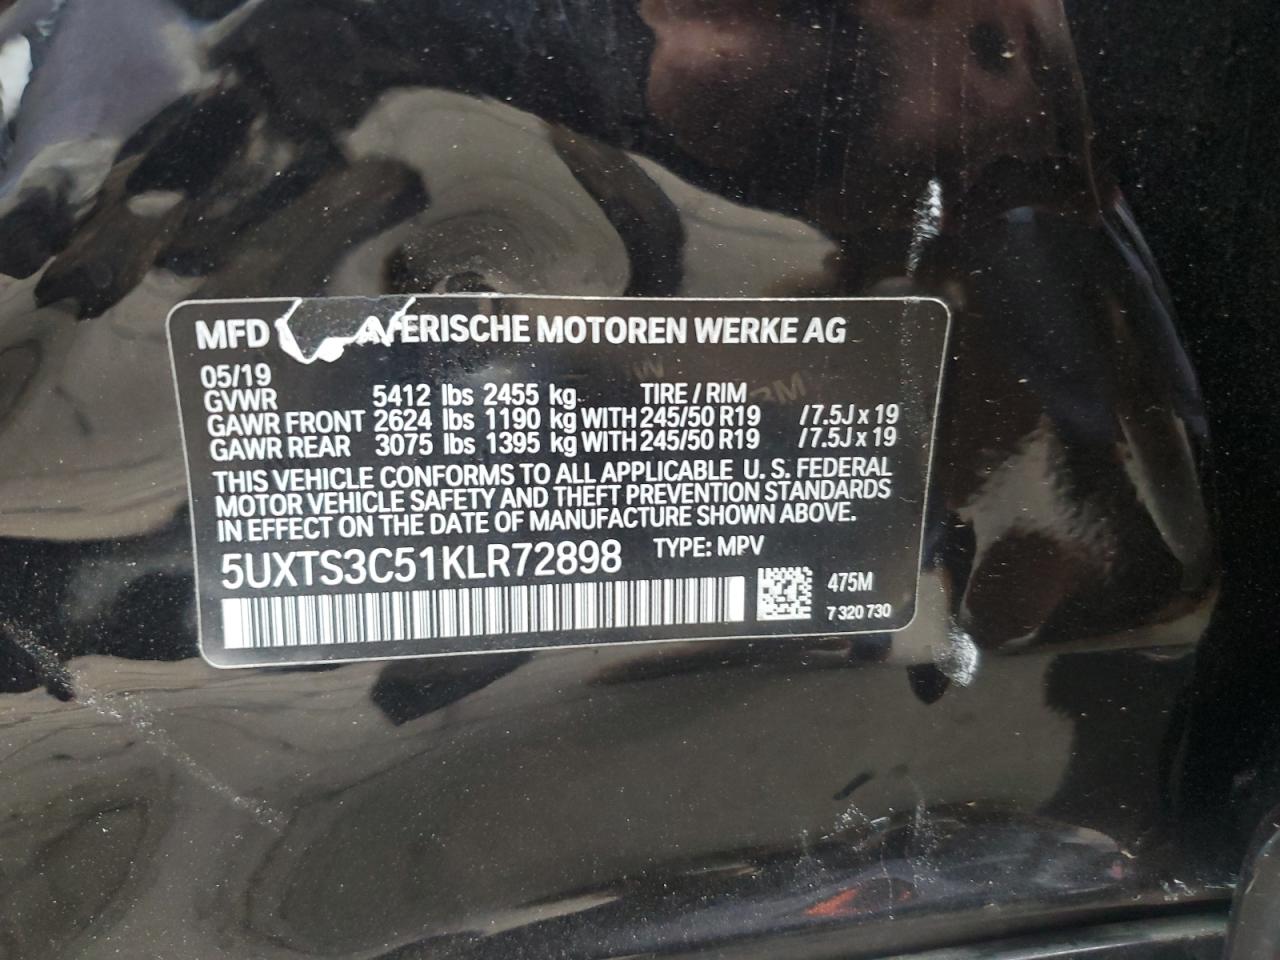 MFD AYERISCHE MOTOREN WERKE AG
05/19
GVWR 5412 lbs 2455 kg TIRE / RIM
GAWR FRONT 2624 lbs 1190 kg WITH 245/50 R19 /7.5J x 19
GAWR REAR 3075 lbs 1395 kg WITH 245/50 R19 /7.5J x 19
THIS VEHICLE CONFORMS TO ALL APPLICABLE U. S. FEDERAL
MOTOR VEHICLE SAFETY AND THEFT PREVENTION STANDARDS
IN EFFECT ON THE DATE OF MANUFACTURE SHOWN ABOVE.
5UXTS3C51KLR72898 TYPE: MPV
475M
7 320 730